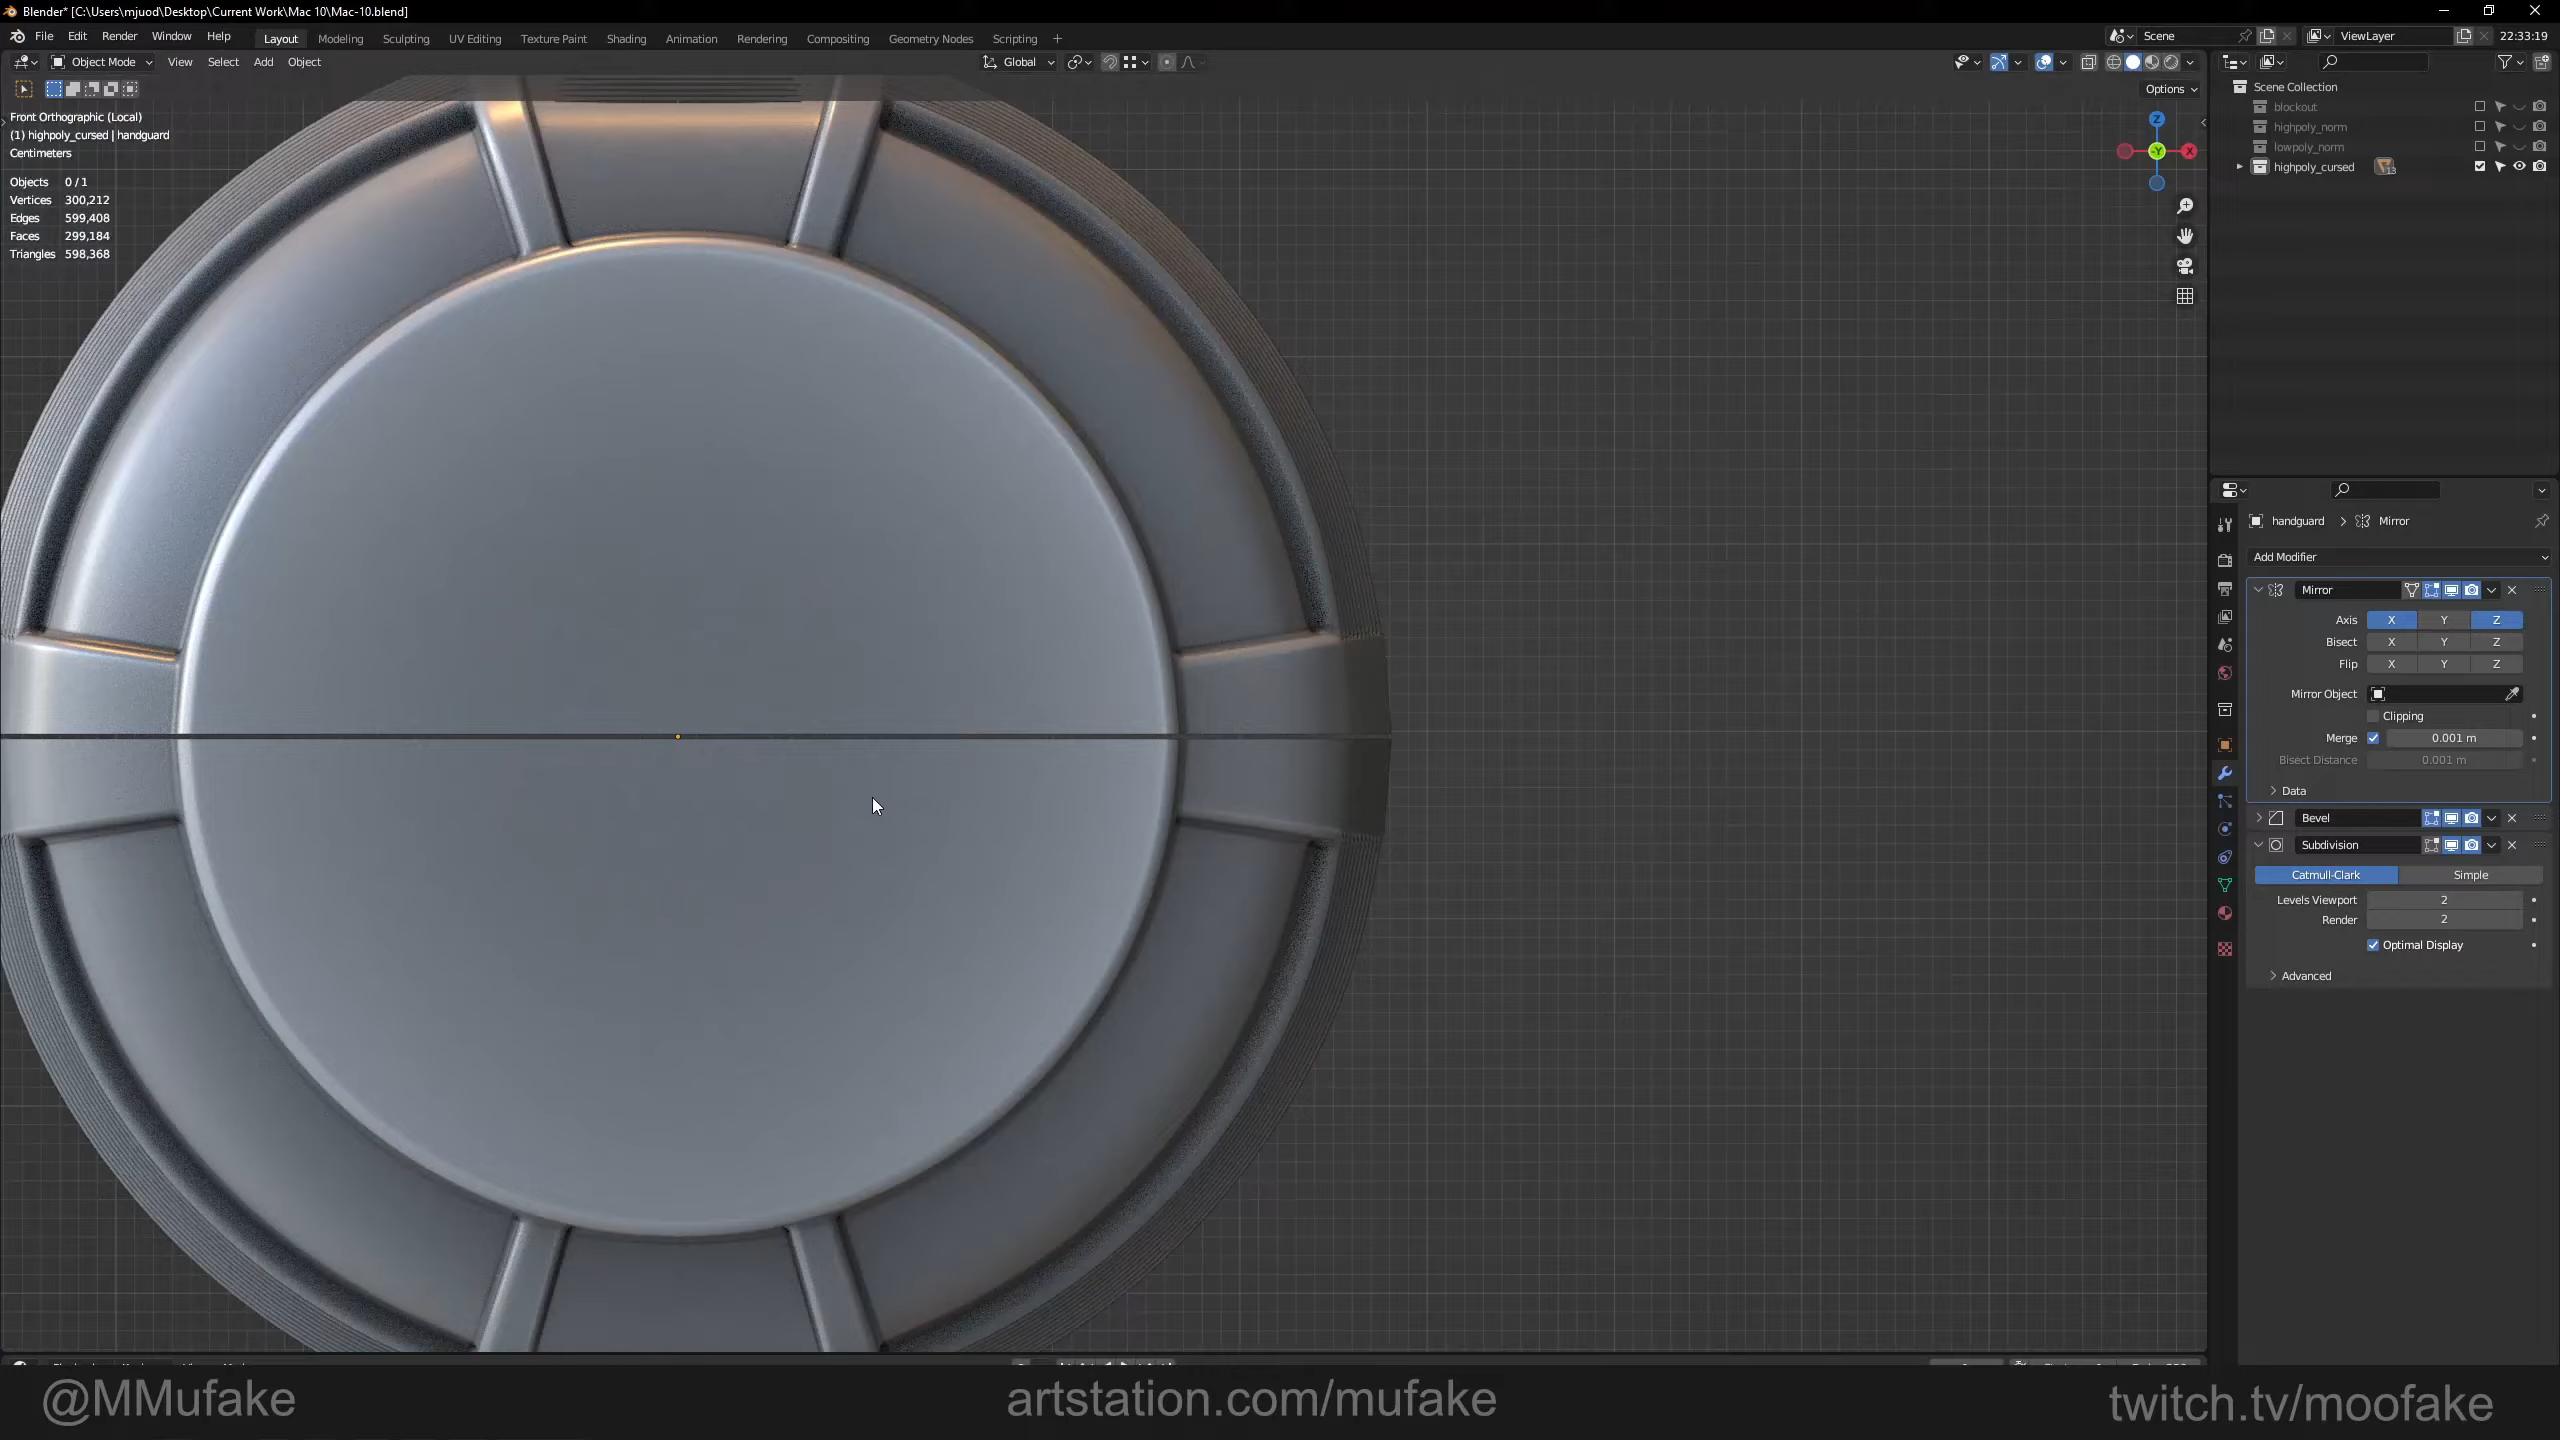 Blender* [C:\Users\mjuod\Desktop\Current Work\Mac 10\Mac-10.blend]
File Edit Render Window Help Layout Modeling Sculpting UV Editing Texture Paint Shading Animation Rendering Compositing Geometry Nodes Scripting + Scene ViewLayer 22:33:19
Object Mode View Select Add Object Global
Options
Front Orthographic (Local)
(1) highpoly_cursed | handguard
Centimeters
Objects 0 / 1
Vertices 300,212
Edges 599,408
Faces 299,184
Triangles 598,368
Z
-Y
X
Scene Collection
blockout
highpoly_norm
lowpoly_norm
highpoly_cursed 13
handguard > Mirror
Add Modifier
Mirror
Axis X Y Z
Bisect X Y Z
Flip X Y Z
Mirror Object
Clipping
Merge 0.001 m
Bisect Distance 0.001 m
Data
Bevel
Subdivision
Catmull-Clark Simple
Levels Viewport 2
Render 2
Optimal Display
Advanced
@MMufake artstation.com/mufake twitch.tv/moofake